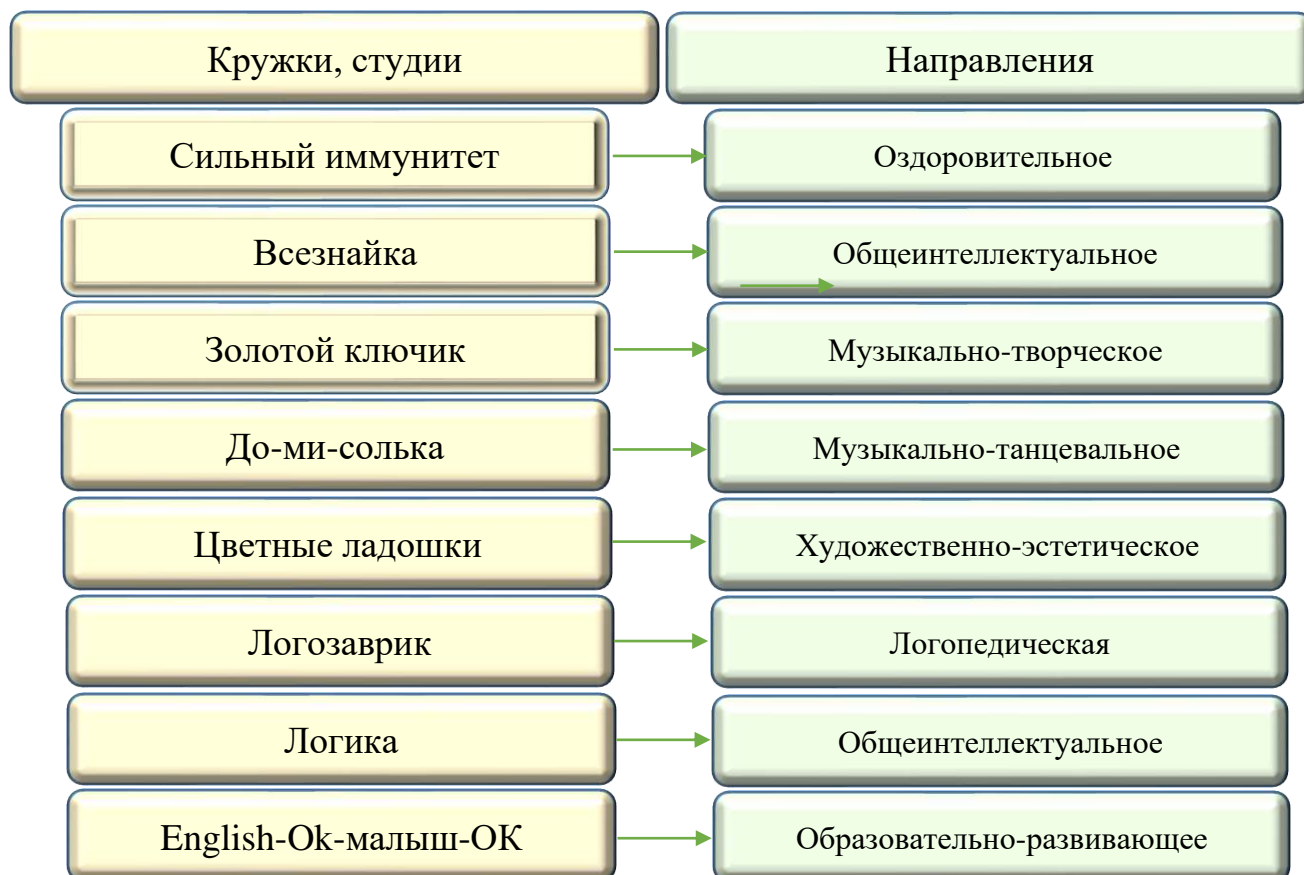 Кружки, студии
Направления
Сильный иммунитет
Оздоровительное
Всезнайка
Общеинтеллектуальное
Золотой ключик
Музыкально-творческое
До-ми-солька
Музыкально-танцевальное
Цветные ладошки
Художественно-эстетическое
Логозаврик
Логопедическая
Логика
Общеинтеллектуальное
English-Ok-малыш-ОК
Образовательно-развивающее